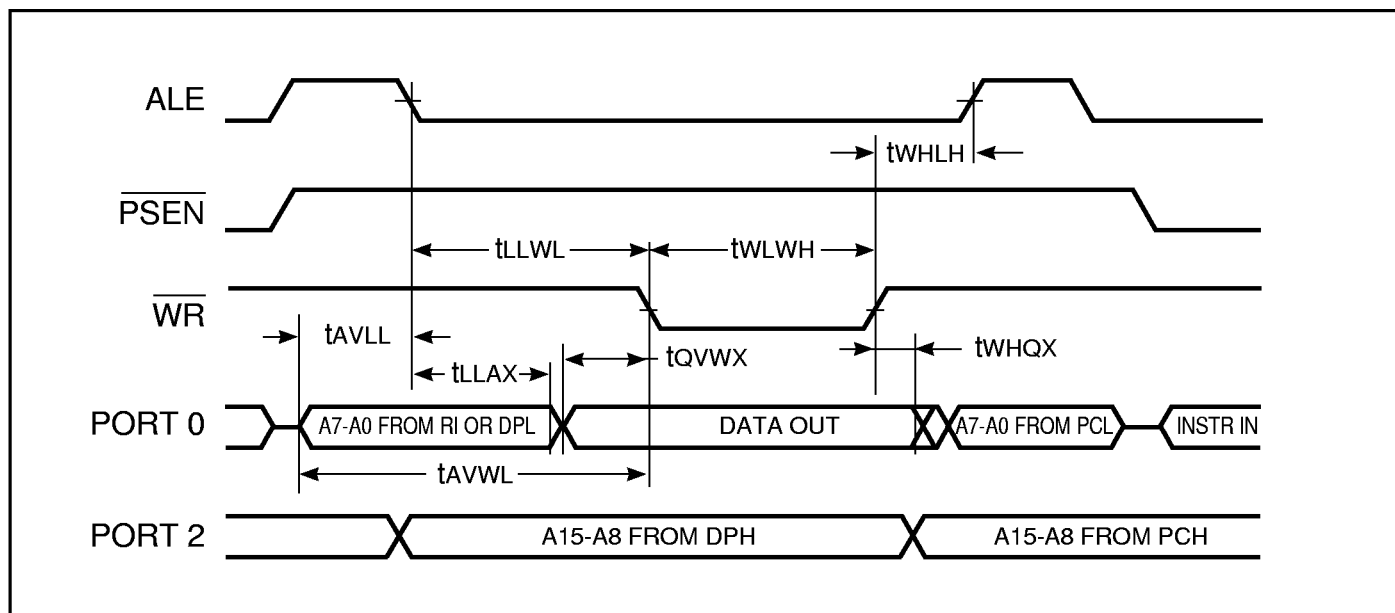 ALE
tWHLH
PSEN
tLLWL
tWLWH
WR
tAVLL
tQVWX
tWHQX
tLLAX
PORT 0
A7-A0 FROM RI OR DPL
DATA OUT
A7-A0 FROM PCL
INSTR IN
tAVWL
PORT 2
A15-A8 FROM DPH
A15-A8 FROM PCH